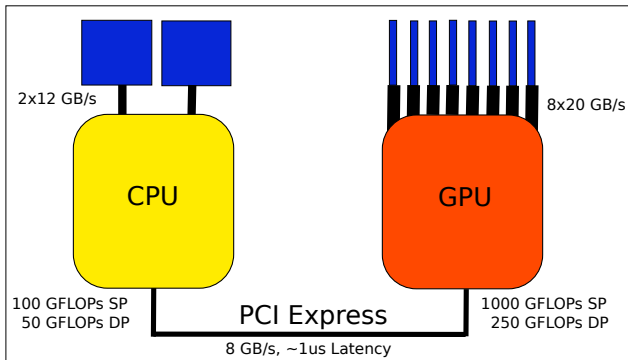 2x12 GB/s
8x20 GB/s
CPU
GPU
100 GFLOPs SP
50 GFLOPs DP
PCI Express
1000 GFLOPs SP
250 GFLOPs DP
8 GB/s, ~1us Latency